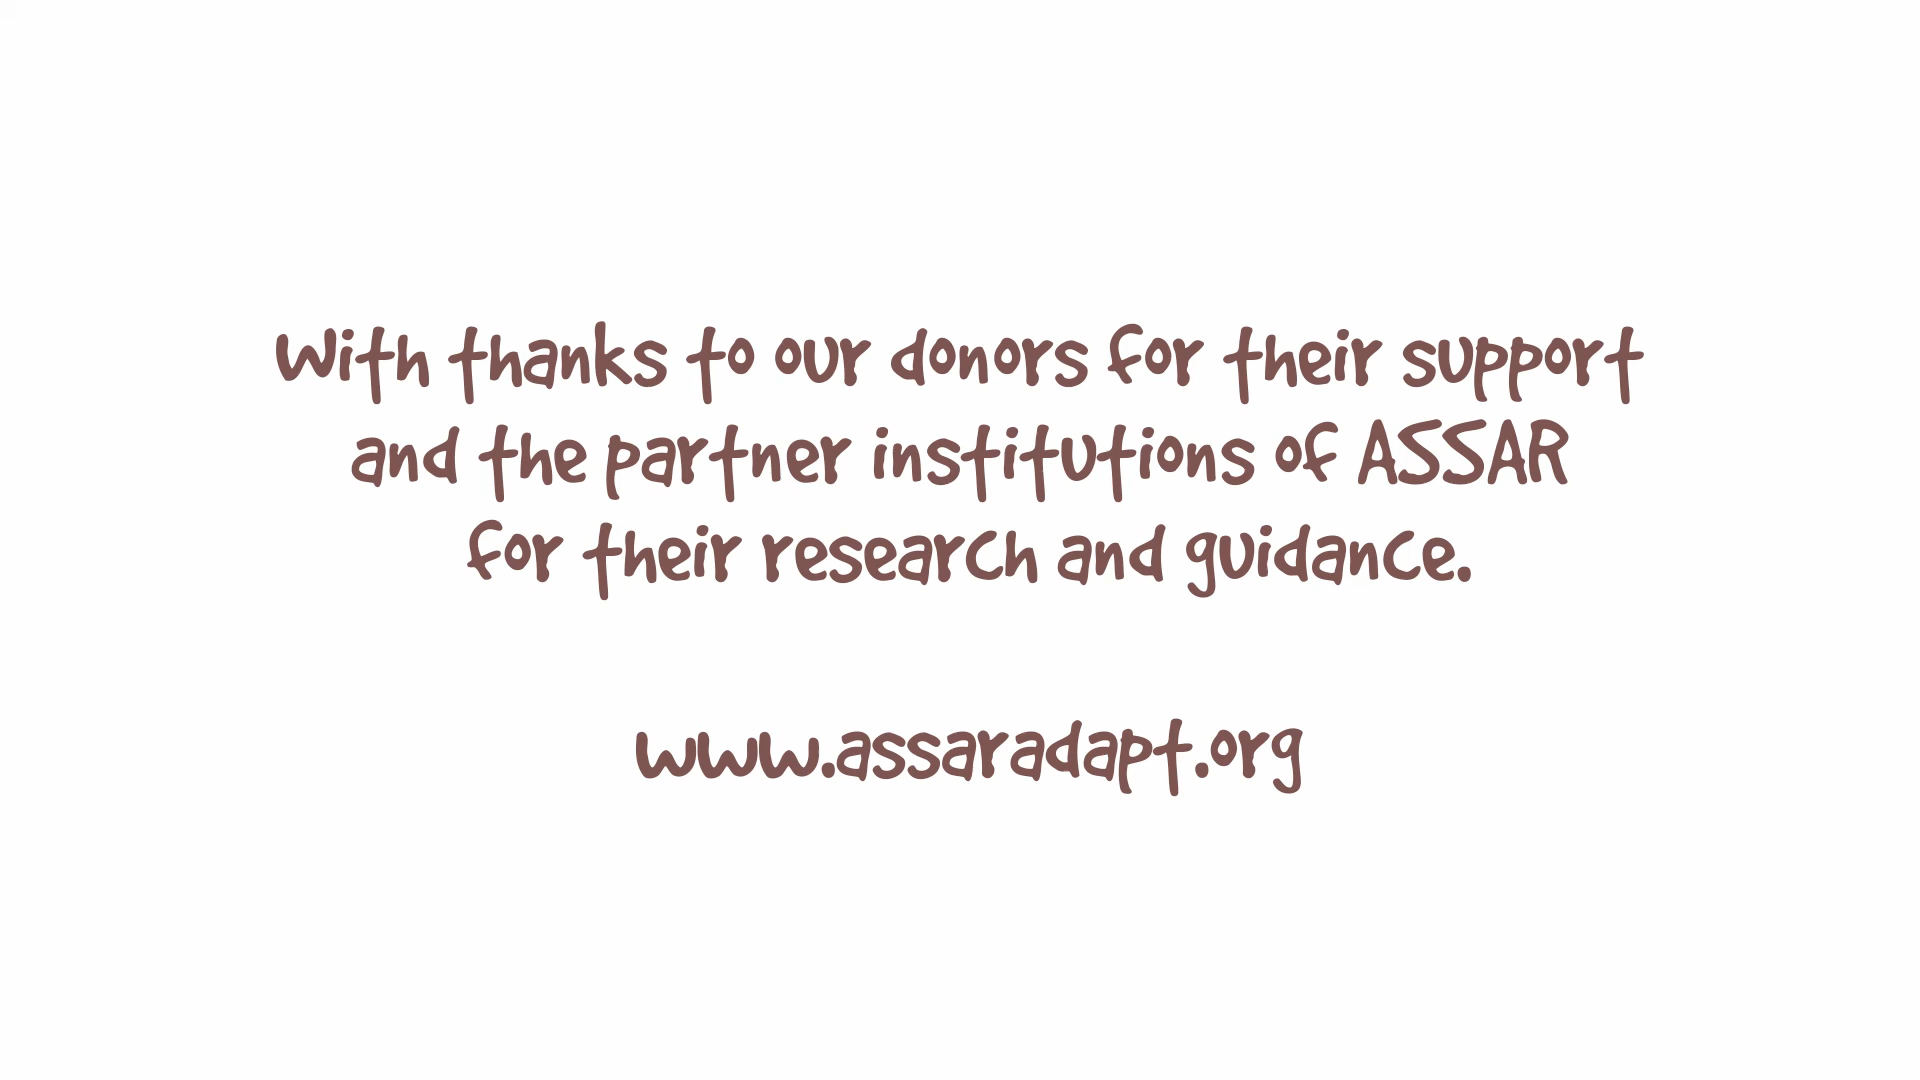 With thanks to our donors for their support
and the partner institutions of ASSAR
for their research and guidance.
www.assaradapt.org